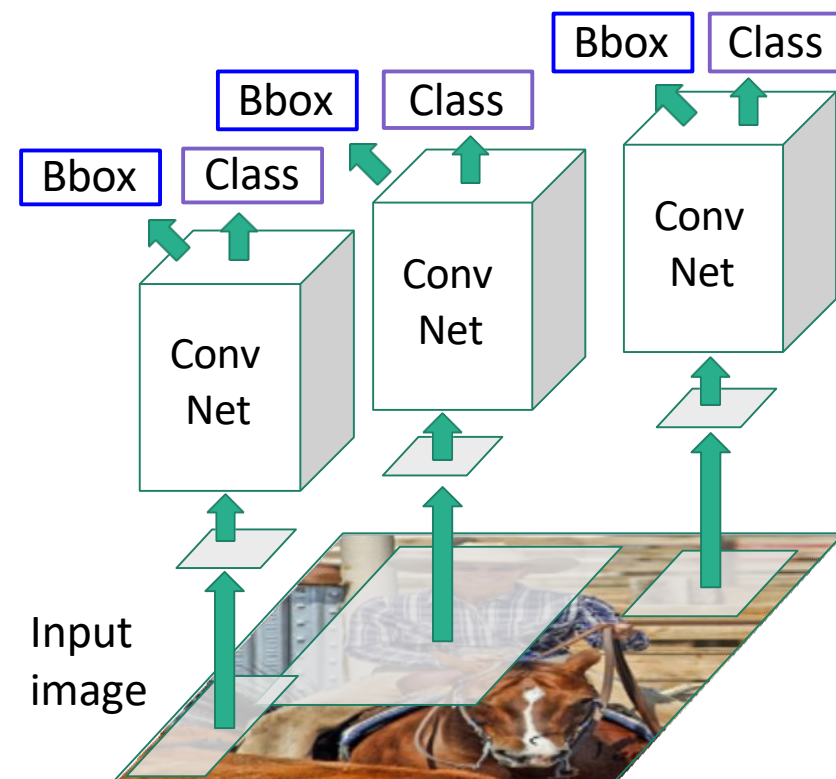 Bbox
Class
Bbox
Class
Bbox
Class
Conv
Net
Conv
Net
Conv
Net
Input
image